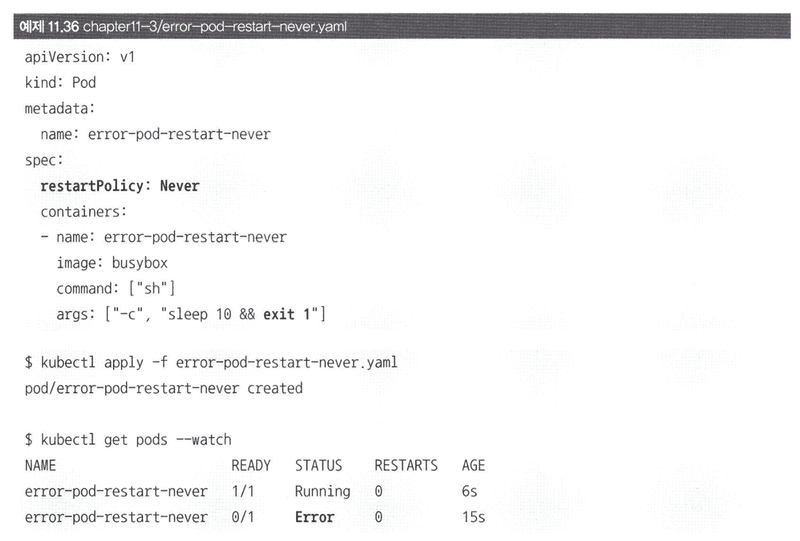 예제 11.36 chapter11-3/error-pod-restart-never.yaml
apiVersion: v1
kind: Pod
metadata:
  name: error-pod-restart-never
spec:
  restartPolicy: Never
  containers:
  - name: error-pod-restart-never
    image: busybox
    command: ["sh"]
    args: ["-c", "sleep 10 && exit 1"]
$ kubectl apply -f error-pod-restart-never.yaml
pod/error-pod-restart-never created
$ kubectl get pods --watch
NAME                      READY   STATUS    RESTARTS   AGE
error-pod-restart-never   1/1     Running   0          6s
error-pod-restart-never   0/1     Error     0          15s